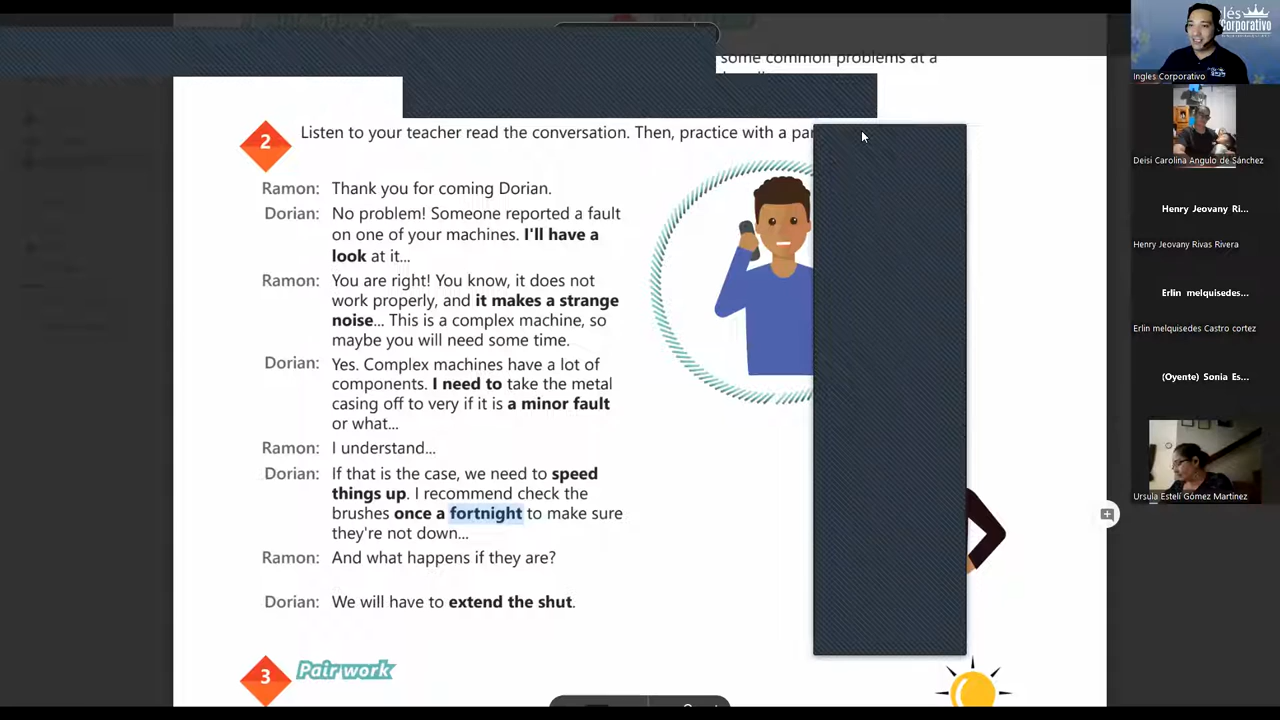 some common problems at a
2
Listen to your teacher read the conversation. Then, practice with a par
Ramon: Thank you for coming Dorian.
Dorian: No problem! Someone reported a fault
on one of your machines. I'll have a
look at it...
Ramon: You are right! You know, it does not
work properly, and it makes a strange
noise... This is a complex machine, so
maybe you will need some time.
Dorian: Yes. Complex machines have a lot of
components. I need to take the metal
casing off to very if it is a minor fault
or what...
Ramon: I understand...
Dorian: If that is the case, we need to speed
things up. I recommend check the
brushes once a fortnight to make sure
they're not down...
Ramon: And what happens if they are?
Dorian: We will have to extend the shut.
3
Pair work
lés
Corporativo
Ingles Corporativo
Deisi Carolina Angulo de Sánchez
Henry Jeovany Ri...
Henry Jeovany Rivas Rivera
Erlin melquisedes...
Erlin melquisedes Castro cortez
(Oyente) Sonia Es...
Ursula Estelí Gómez Martinez